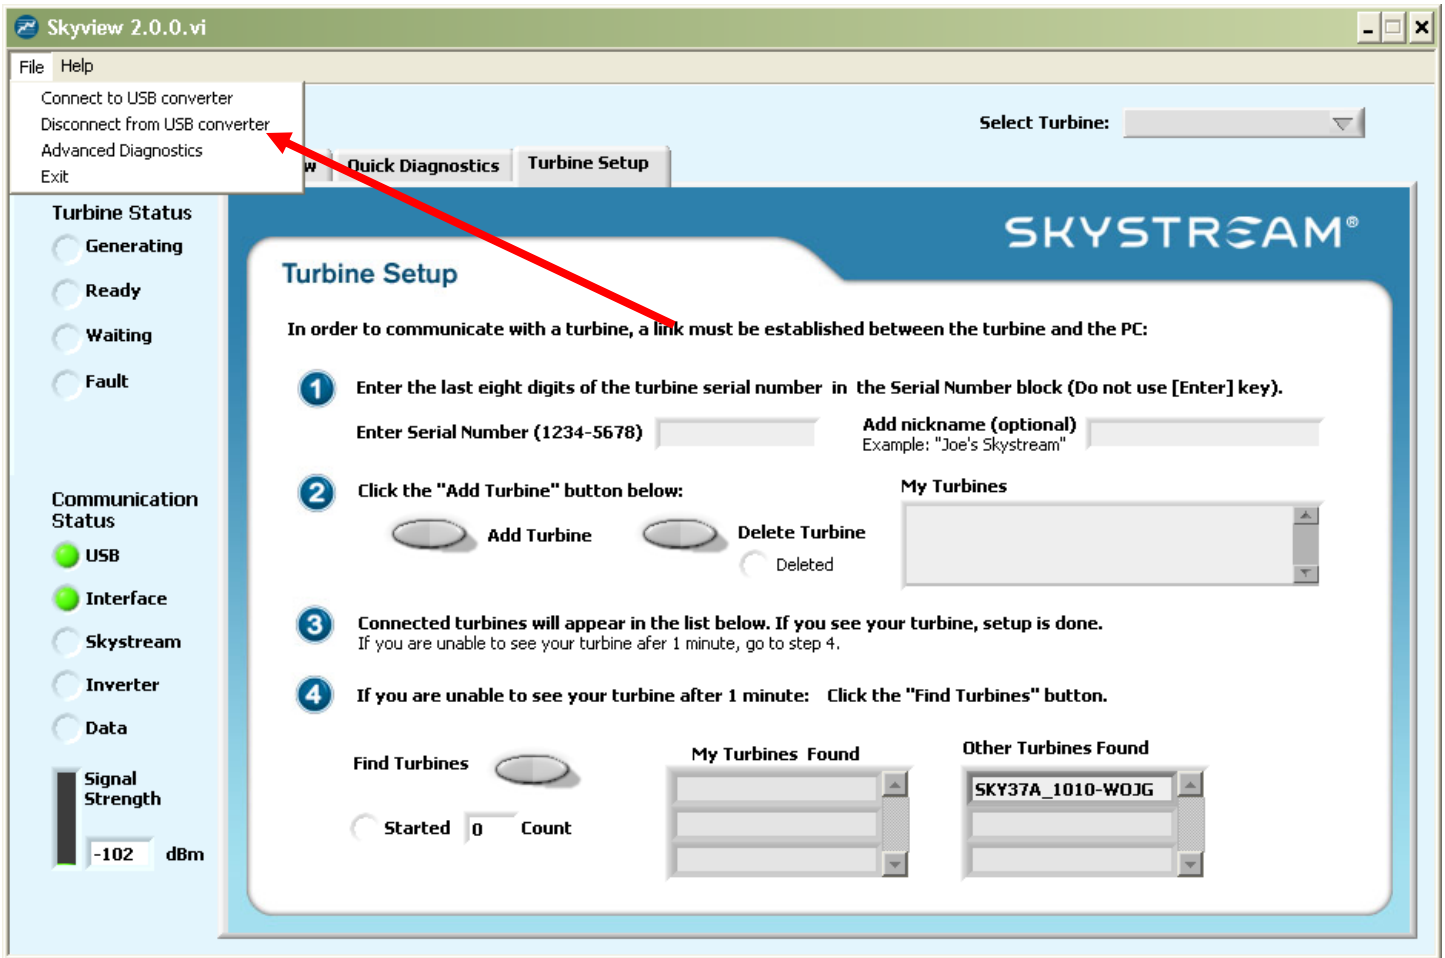 Skyview 2.0.0.vi
File Help
Connect to USB converter
Disconnect from USB converter
Advanced Diagnostics
Exit
Select Turbine:
Quick Diagnostics
Turbine Setup
Turbine Status
Generating
Ready
Waiting
Fault
Communication
Status
USB
Interface
Skystream
Inverter
Data
Signal
Strength
-102 dBm
SKYSTREAM®
Turbine Setup
In order to communicate with a turbine, a link must be established between the turbine and the PC:
1 Enter the last eight digits of the turbine serial number in the Serial Number block (Do not use [Enter] key).
Enter Serial Number (1234-5678)
Add nickname (optional)
Example: "Joe's Skystream"
2 Click the "Add Turbine" button below:
My Turbines
Add Turbine
Delete Turbine
Deleted
3 Connected turbines will appear in the list below. If you see your turbine, setup is done.
If you are unable to see your turbine afer 1 minute, go to step 4.
4 If you are unable to see your turbine after 1 minute: Click the "Find Turbines" button.
Find Turbines
Started 0 Count
My Turbines Found
Other Turbines Found
SKY37A_1010-WOJG